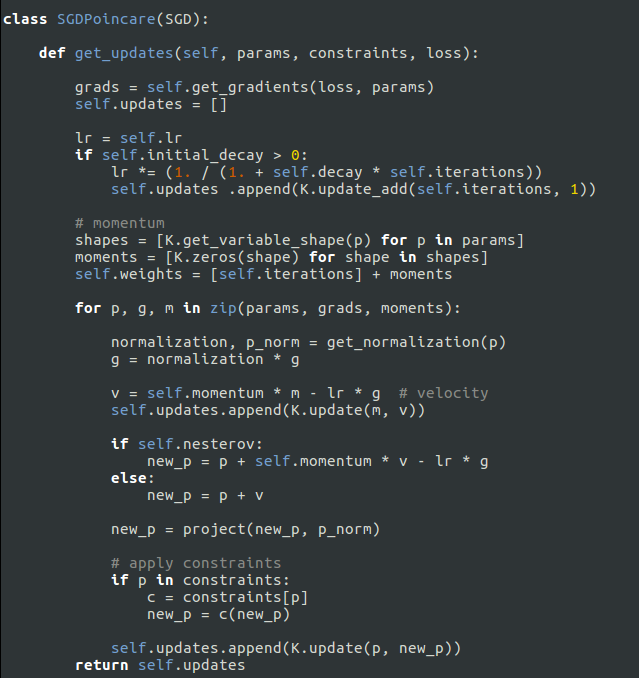 class SGDPoincare(SGD):
def get_updates(self, params, constraints, loss):
grads = self.get_gradients(loss, params)
self.updates = []
lr = self.lr
if self.initial_decay > 0:
lr *= (1. / (1. + self.decay * self.iterations))
self.updates .append(K.update_add(self.iterations, 1))
# momentum
shapes = [K.get_variable_shape(p) for p in params]
moments = [K.zeros(shape) for shape in shapes]
self.weights = [self.iterations] + moments
for p, g, m in zip(params, grads, moments):
normalization, p_norm = get_normalization(p)
g = normalization * g
v = self.momentum * m - lr * g  # velocity
self.updates.append(K.update(m, v))
if self.nesterov:
new_p = p + self.momentum * v - lr * g
else:
new_p = p + v
new_p = project(new_p, p_norm)
# apply constraints
if p in constraints:
c = constraints[p]
new_p = c(new_p)
self.updates.append(K.update(p, new_p))
return self.updates